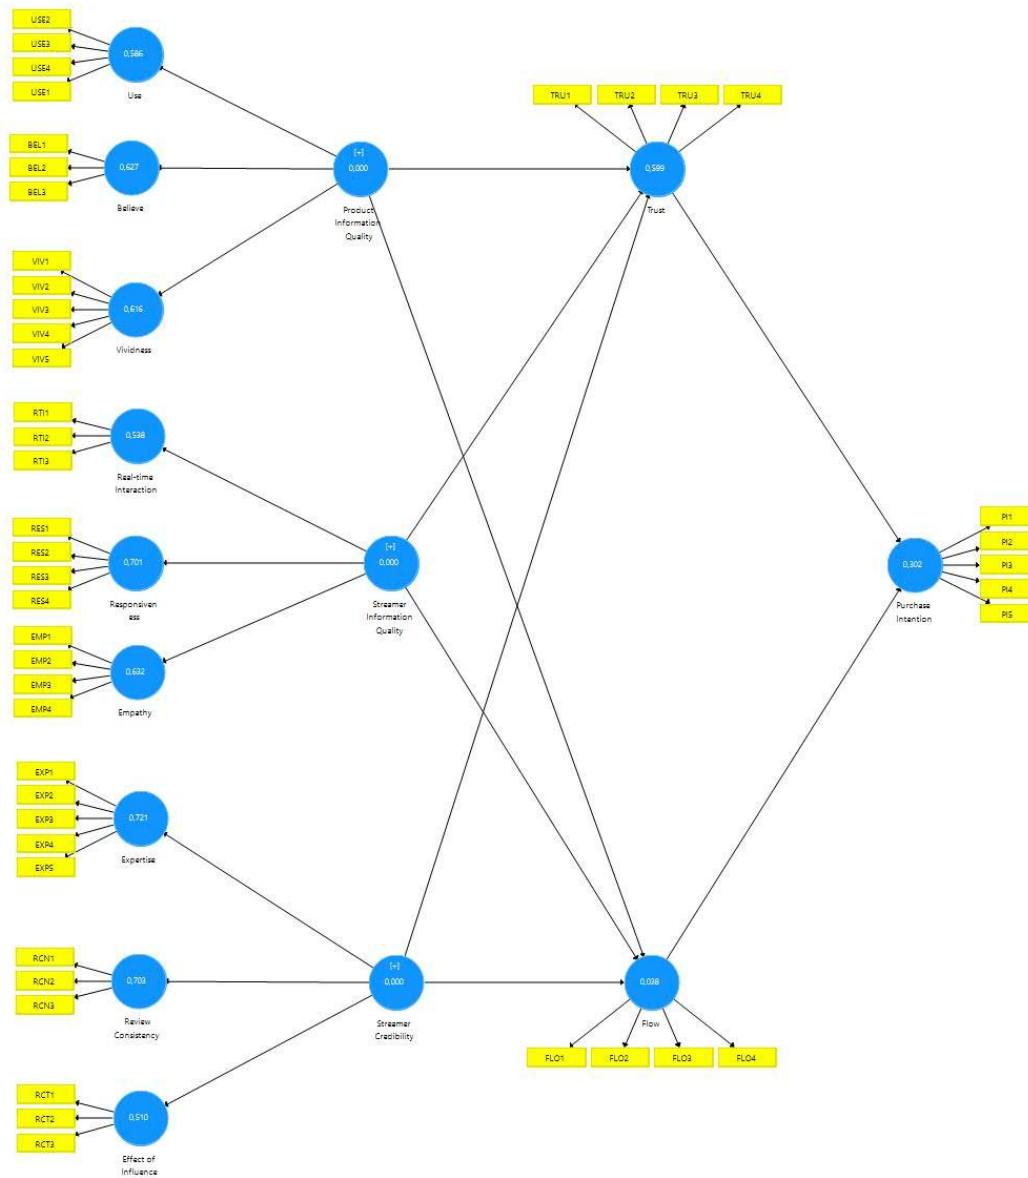 USE2
USE3
USE4
USE1
0,586
Use
BEL1
BEL2
BEL3
0,627
Believe
VIV1
VIV2
VIV3
VIV4
VIV5
0,616
Vividness
[+]
0,000
Product
Information
Quality
TRU1
TRU2
TRU3
TRU4
0,599
Trust
RTI1
RTI2
RTI3
0,538
Real-time
Interaction
RES1
RES2
RES3
RES4
0,701
Responsiven
ess
EMP1
EMP2
EMP3
EMP4
0,632
Empathy
[+]
0,000
Streamer
Information
Quality
0,302
Purchase
Intention
PI1
PI2
PI3
PI4
PI5
EXP1
EXP2
EXP3
EXP4
EXP5
0,721
Expertise
RCN1
RCN2
RCN3
0,703
Review
Consistency
[+]
0,000
Streamer
Credibility
0,038
Flow
FLO1
FLO2
FLO3
FLO4
RCT1
RCT2
RCT3
0,510
Effect of
Influence